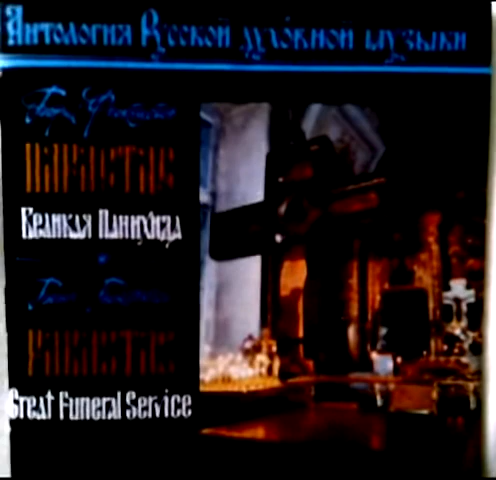 Антология Русской духовной музыки
ПАРАСТАС
Великая Панихида
PARASTAS
Great Funeral Service